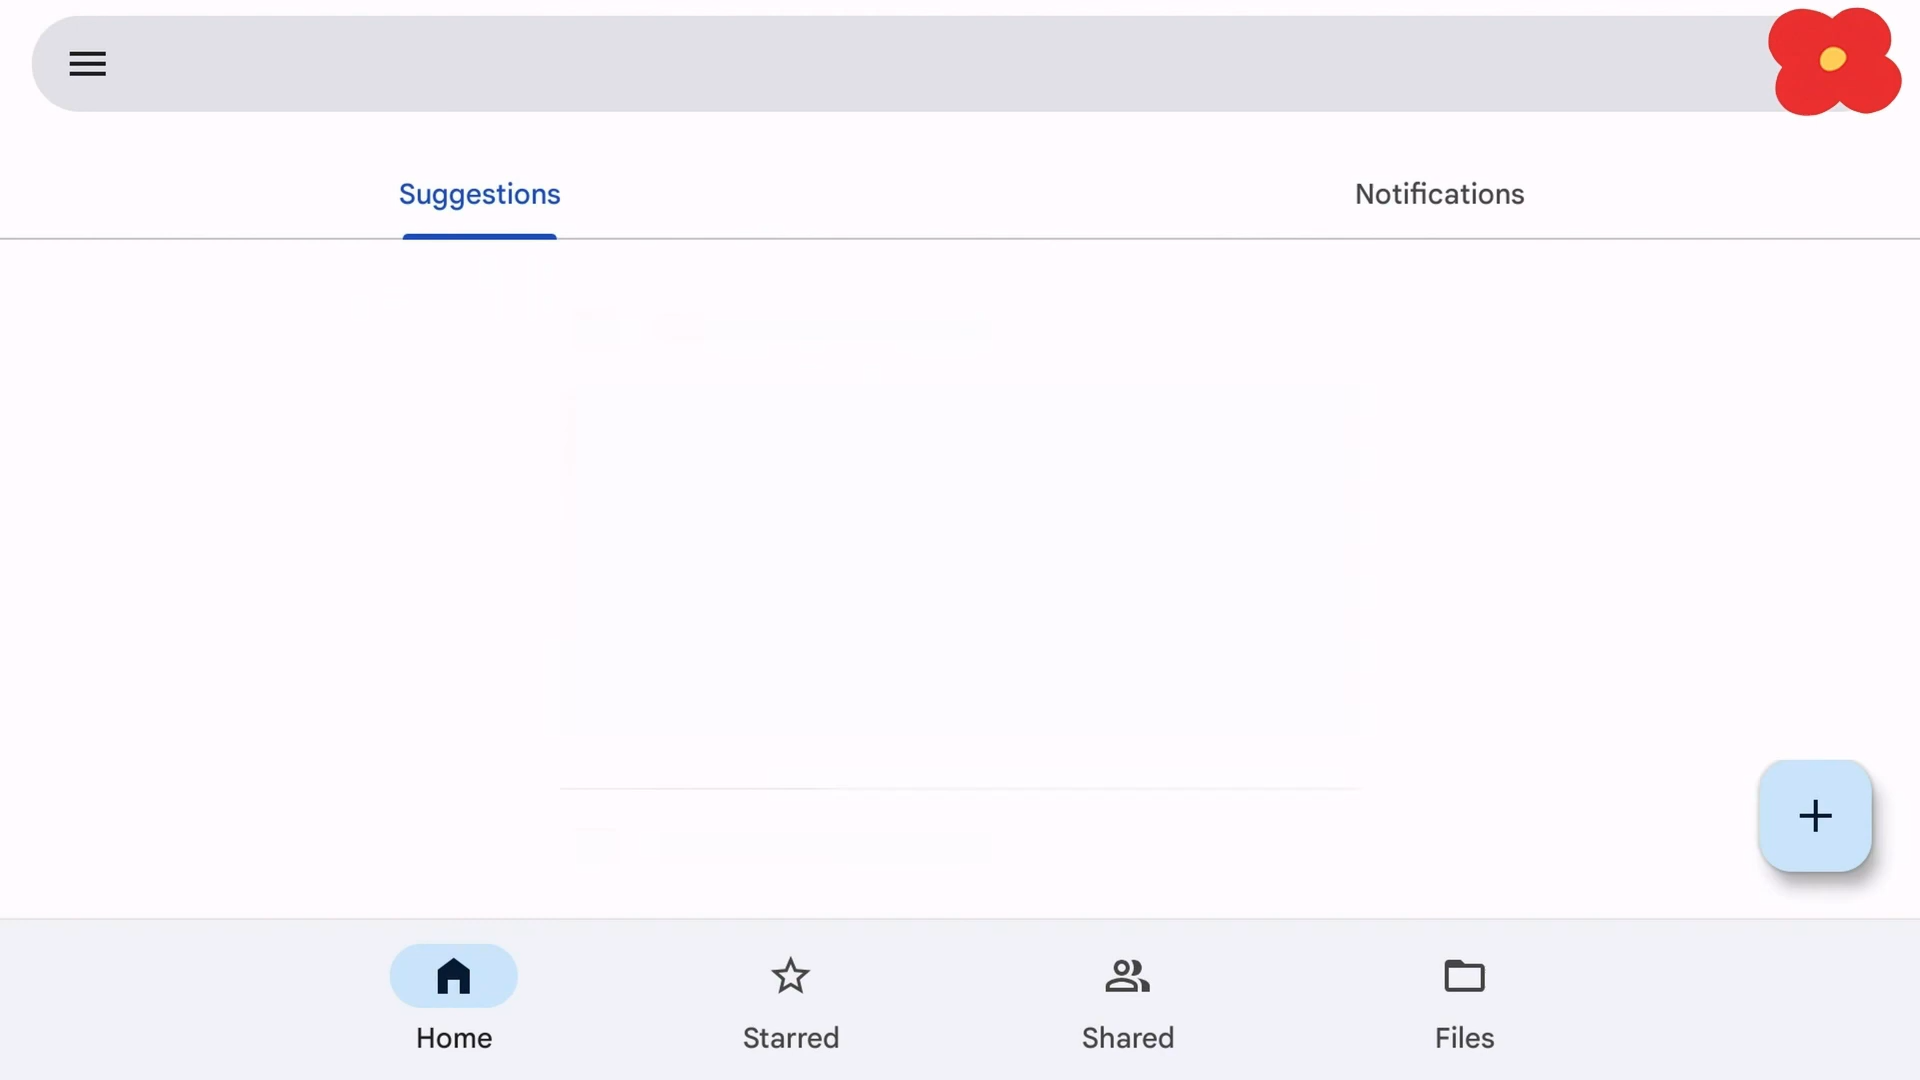 Suggestions
Notifications
Home
Starred
Shared
Files